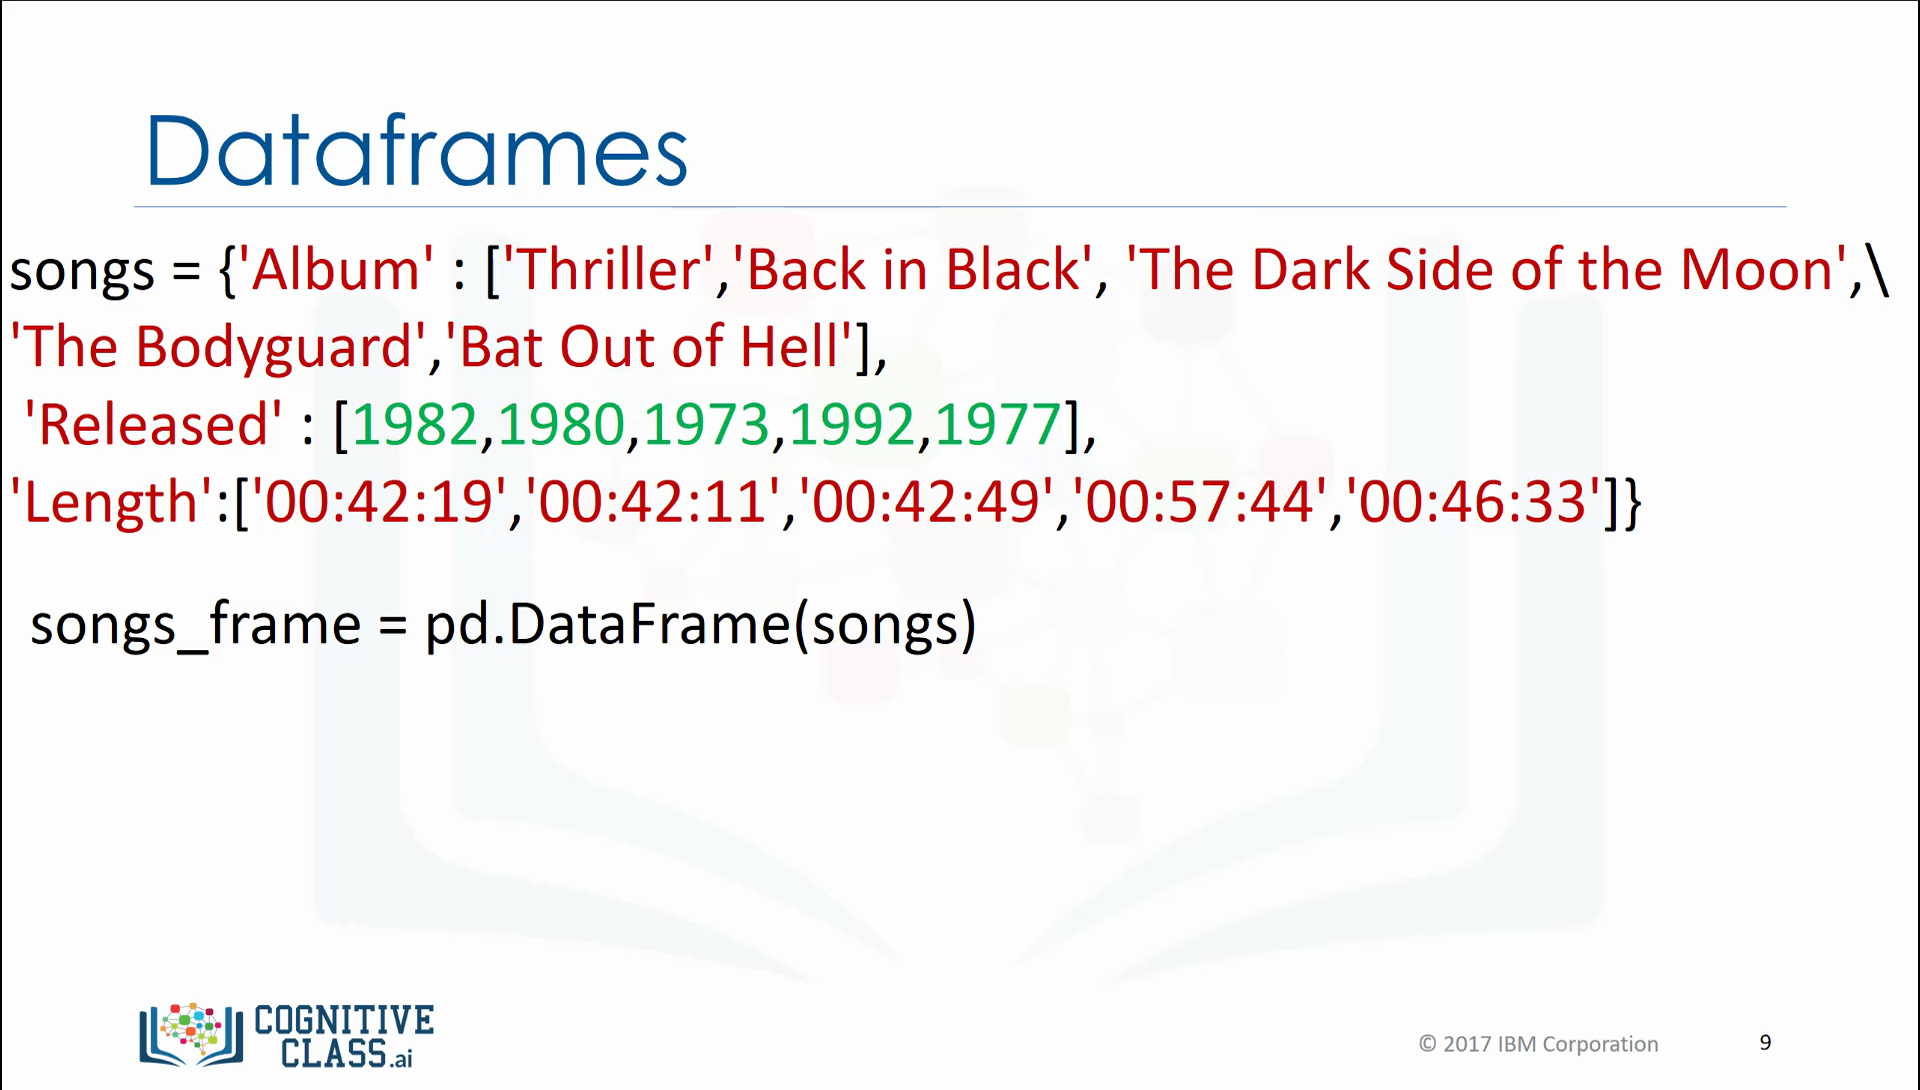 Dataframes
songs = {'Album' : ['Thriller','Back in Black', 'The Dark Side of the Moon',\
'The Bodyguard','Bat Out of Hell'],
'Released' : [1982,1980,1973,1992,1977],
'Length':['00:42:19','00:42:11','00:42:49','00:57:44','00:46:33']}
songs_frame = pd.DataFrame(songs)
COGNITIVE
CLASS.ai
© 2017 IBM Corporation
9